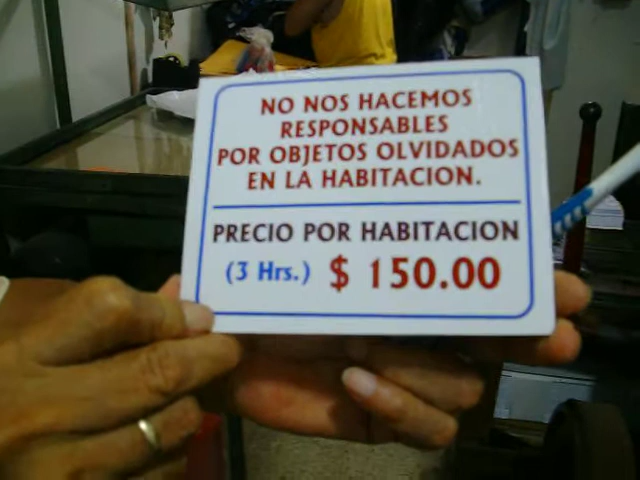 NO NOS HACEMOS
RESPONSABLES
POR OBJETOS OLVIDADOS
EN LA HABITACION.
PRECIO POR HABITACION
(3 Hrs.) $ 150.00